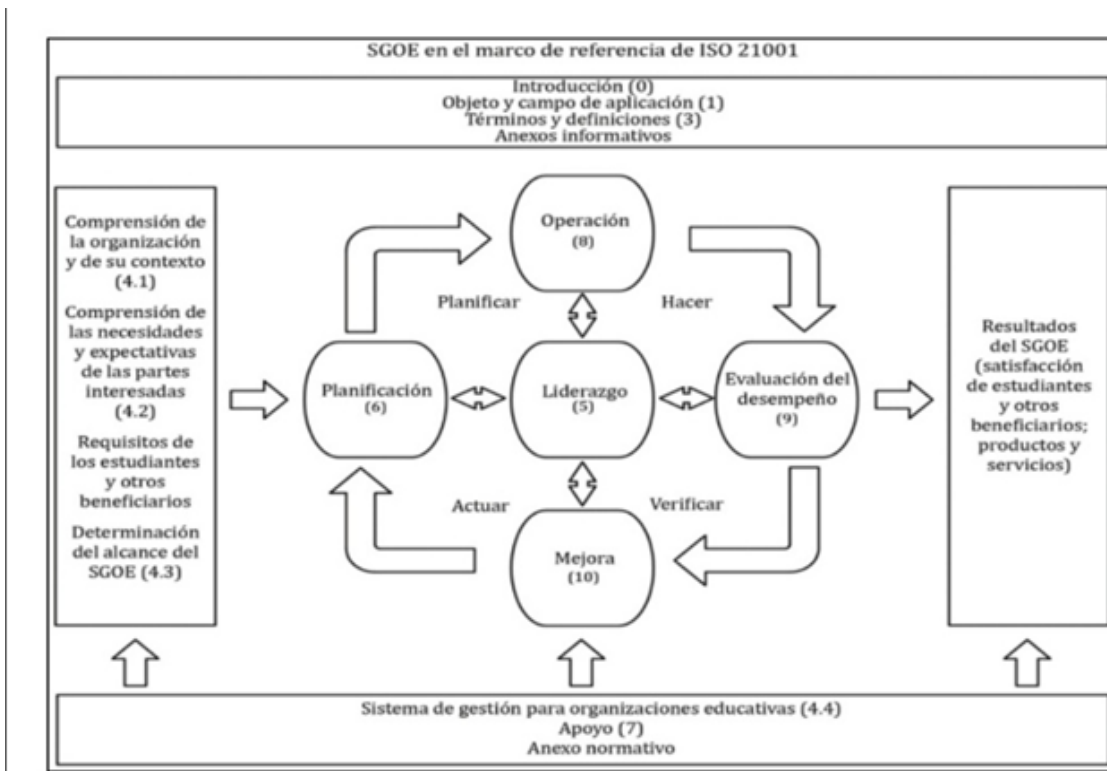 SGOE en el marco de referencia de ISO 21001
Introducción (0)
Objeto y campo de aplicación (1)
Términos y definiciones (3)
Anexos informativos
Comprensión de
la organización
y de su contexto
(4.1)
Comprensión de
las necesidades
y expectativas
de las partes
interesadas
(4.2)
Requisitos de
los estudiantes
y otros
beneficiarios
Determinación
del alcance del
SGOE (4.3)
Operación
(8)
Planificar
Hacer
Planificación
(6)
Liderazgo
(5)
Evaluación del
desempeño
(9)
Actuar
Verificar
Mejora
(10)
Resultados
del SGOE
(satisfacción
de estudiantes
y otros
beneficiarios;
productos y
servicios)
Sistema de gestión para organizaciones educativas (4.4)
Apoyo (7)
Anexo normativo